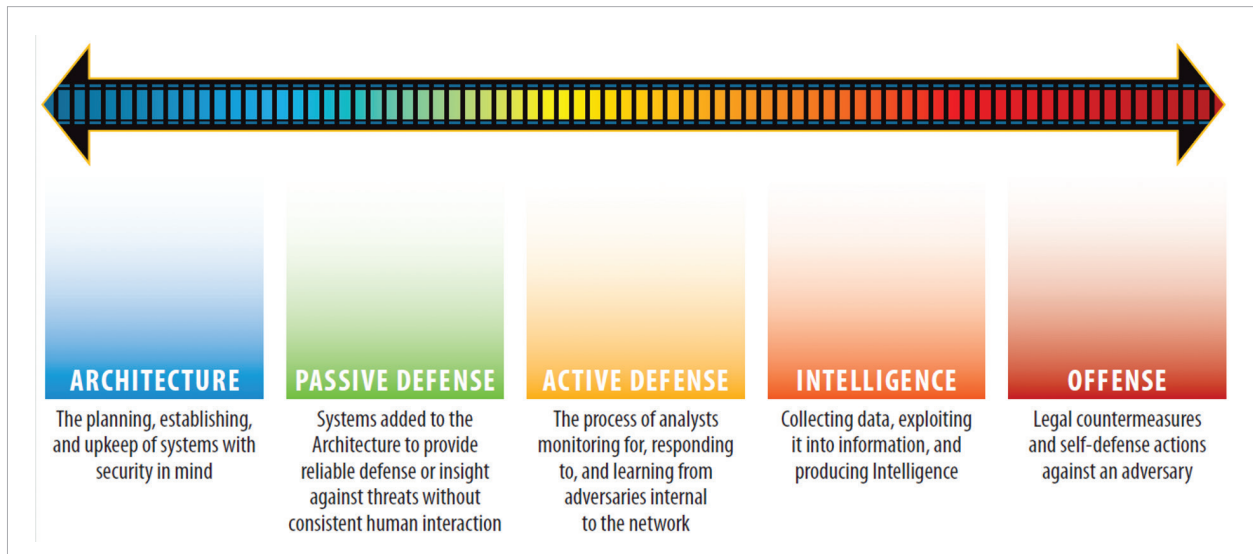 ARCHITECTURE
The planning, establishing,
and upkeep of systems with
security in mind
PASSIVE DEFENSE
Systems added to the
Architecture to provide
reliable defense or insight
against threats without
consistent human interaction
ACTIVE DEFENSE
The process of analysts
monitoring for, responding
to, and learning from
adversaries internal
to the network
INTELLIGENCE
Collecting data, exploiting
it into information, and
producing Intelligence
OFFENSE
Legal countermeasures
and self-defense actions
against an adversary